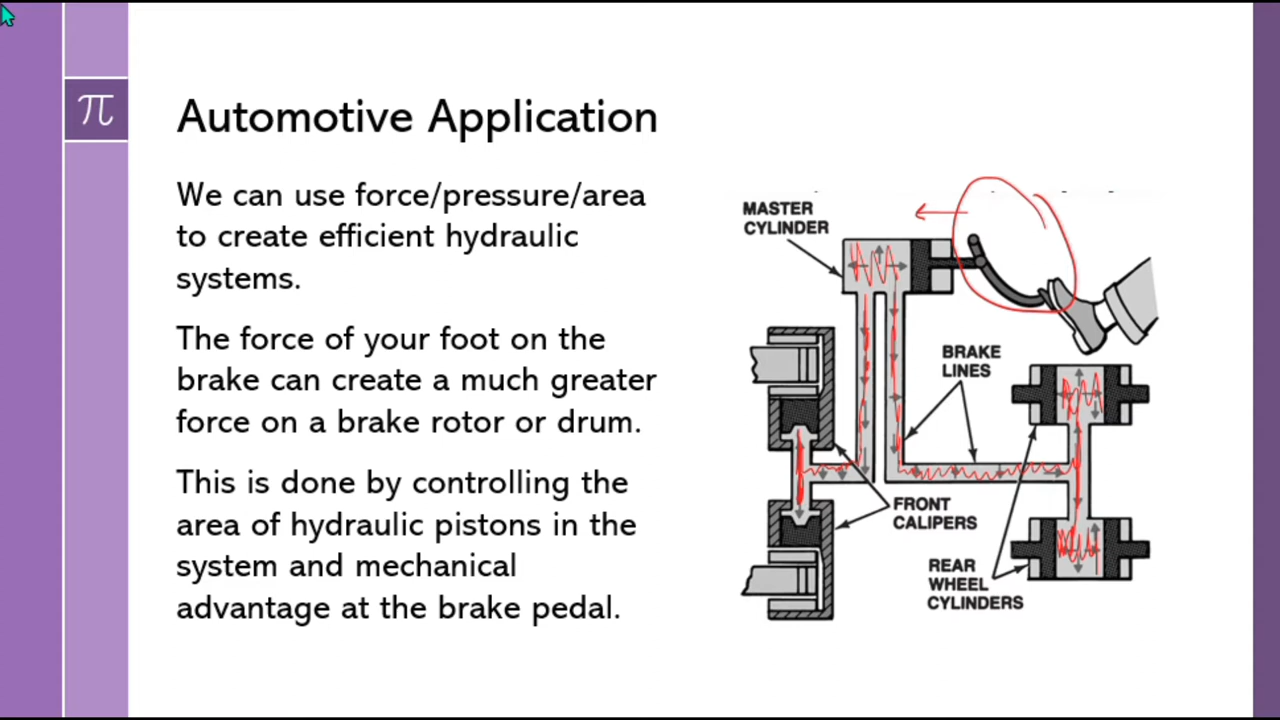 π
Automotive Application
We can use force/pressure/area
to create efficient hydraulic
systems.
The force of your foot on the
brake can create a much greater
force on a brake rotor or drum.
This is done by controlling the
area of hydraulic pistons in the
system and mechanical
advantage at the brake pedal.
MASTER
CYLINDER
BRAKE
LINES
FRONT
CALIPERS
REAR
WHEEL
CYLINDERS